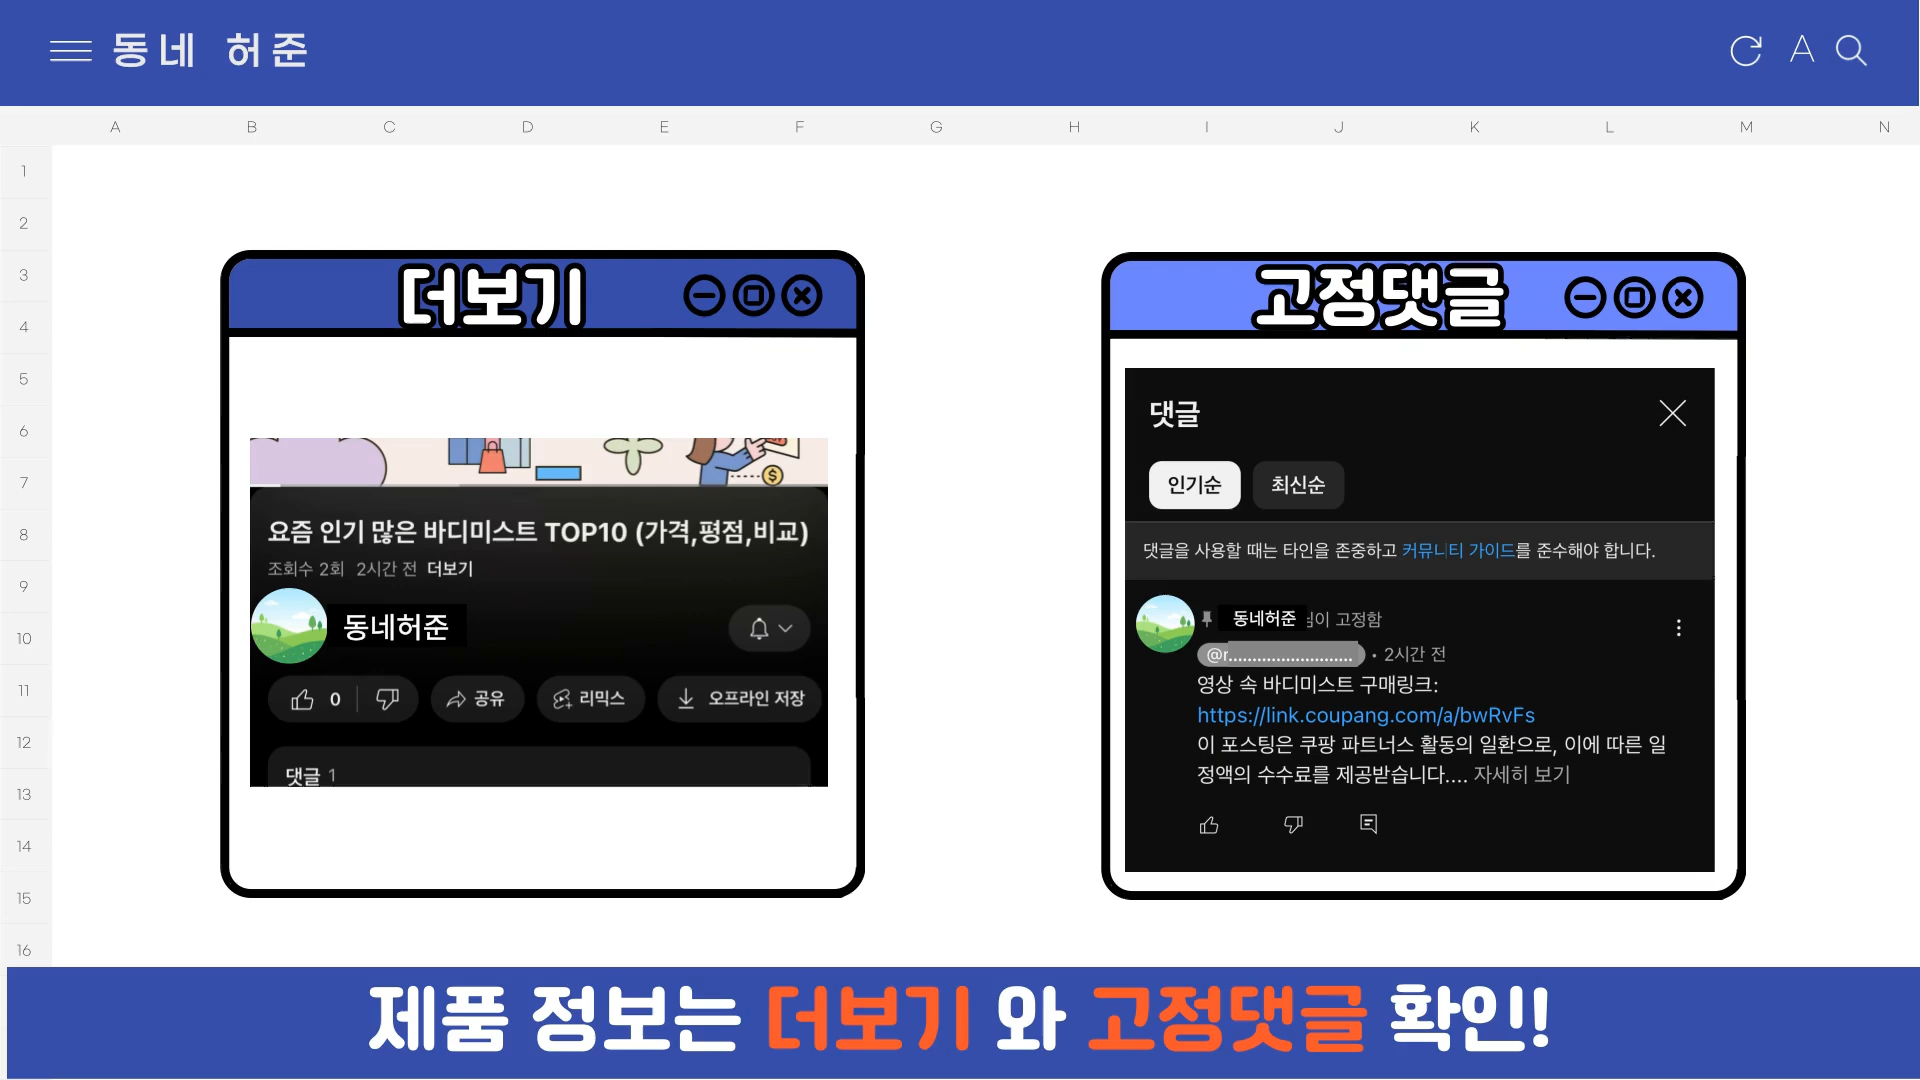 동네 허준
A
A B C D E F G H I J K L M N
1
2
3
4
5
6
7
8
9
10
11
12
13
14
15
16
더보기
요즘 인기 많은 바디미스트 TOP10 (가격,평점,비교)
조회수 2회 2시간 전 더보기
동네허준
0 공유 리믹스 오프라인 저장
댓글 1
고정댓글
댓글
인기순 최신순
댓글을 사용할 때는 타인을 존중하고 커뮤니티 가이드를 준수해야 합니다.
동네허준 님이 고정함
@r.......................... • 2시간 전
영상 속 바디미스트 구매링크:
https://link.coupang.com/a/bwRvFs
이 포스팅은 쿠팡 파트너스 활동의 일환으로, 이에 따른 일
정액의 수수료를 제공받습니다.... 자세히 보기
제품 정보는 더보기 와 고정댓글 확인!